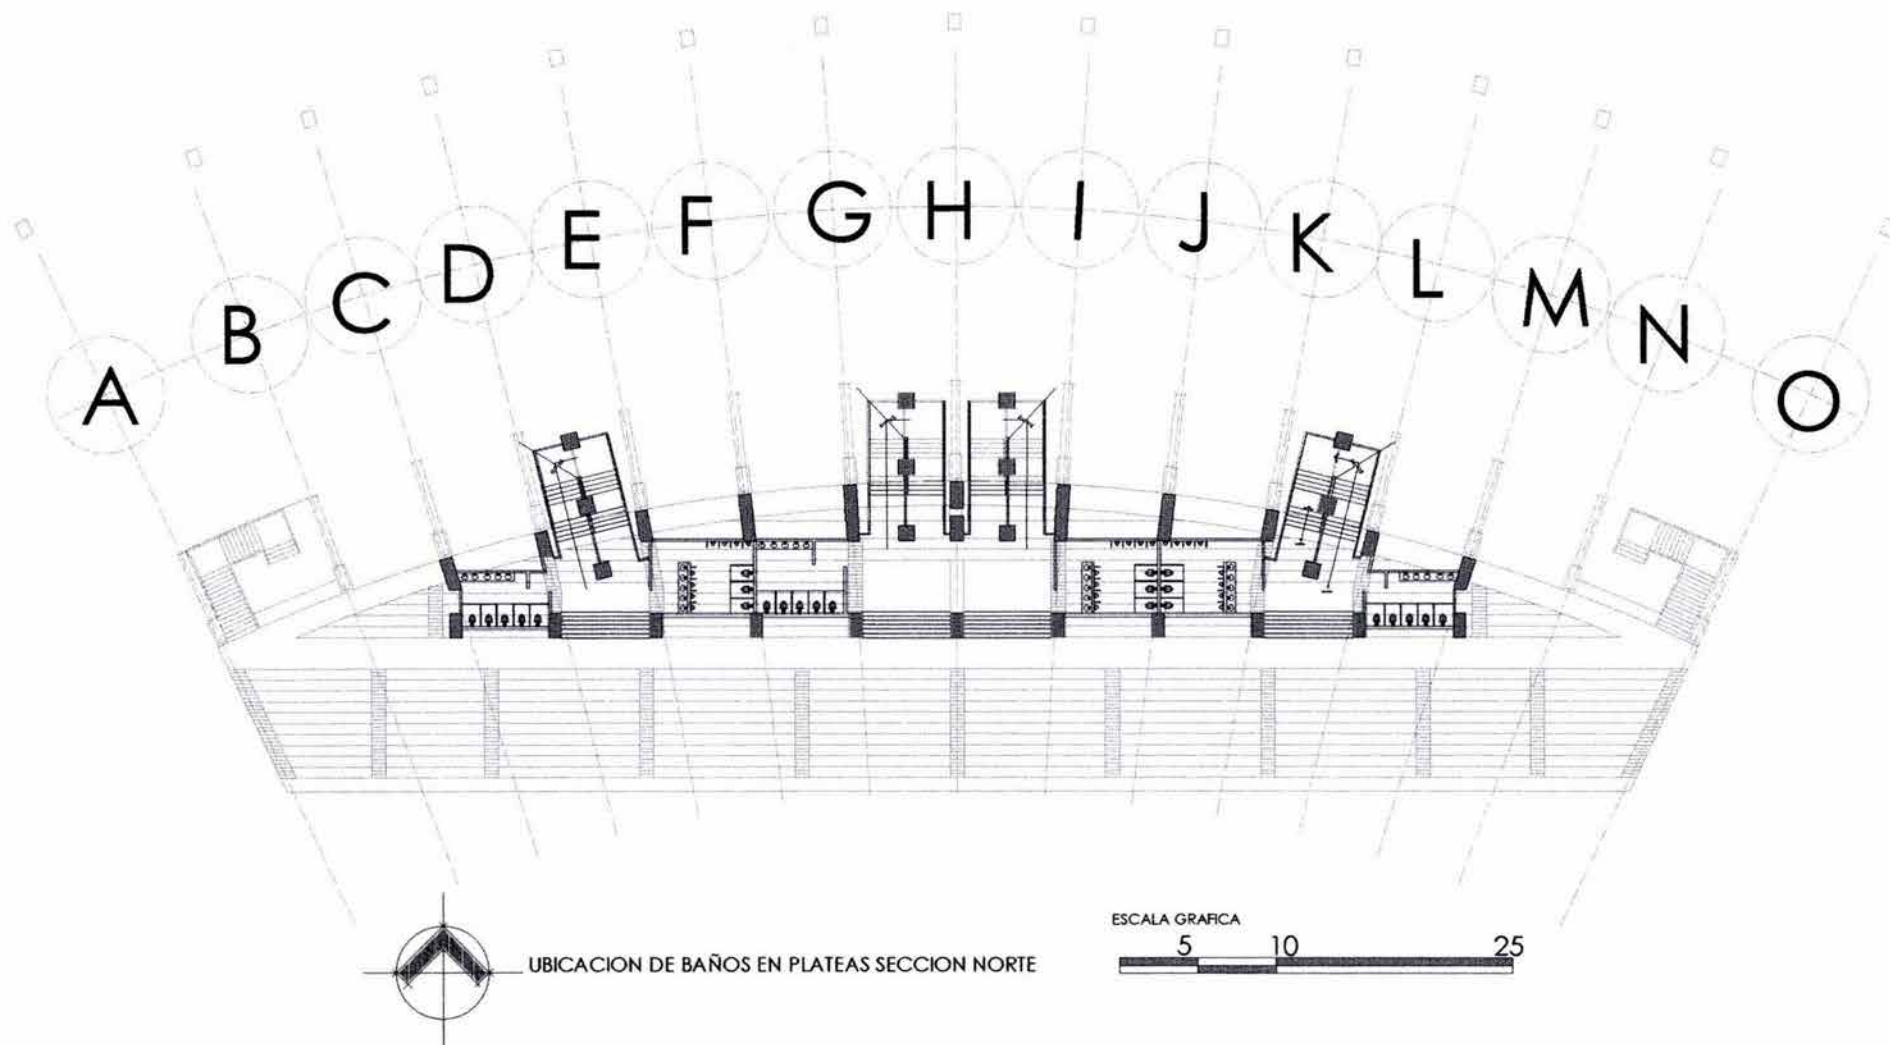 A B C D E F G H I J K L M N O
UBICACION DE BAÑOS EN PLATEAS SECCION NORTE
ESCALA GRAFICA
5 10 25